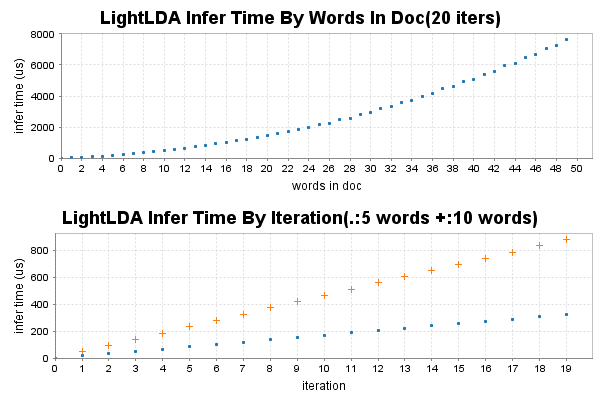 LightLDA Infer Time By Words In Doc(20 iters)
8000
6000
4000
2000
0
infer time (us)
0 2 4 6 8 10 12 14 16 18 20 22 24 26 28 30 32 34 36 38 40 42 44 46 48 50
words in doc
LightLDA Infer Time By Iteration(.:5 words +:10 words)
800
600
400
200
0
infer time (us)
0 1 2 3 4 5 6 7 8 9 10 11 12 13 14 15 16 17 18 19
iteration